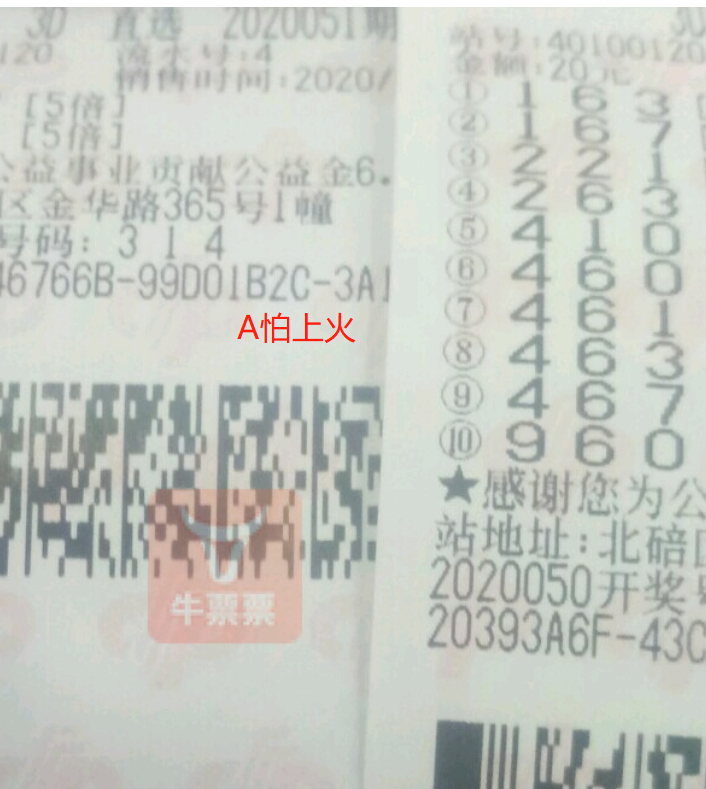 3D 直选 2020051期
120 流水号:4
销售时间:2020/
[5倍]
[5倍]
公益事业贡献公益金6.
区金华路365号1幢
号码: 3 1 4
46766B-99D01B2C-3A1
A怕上火
牛票票
站号:40100120
金额:20元
① 1 6 3
② 1 6 7
③ 2 2 1
④ 2 6 3
⑤ 4 1 0
⑥ 4 6 0
⑦ 4 6 1
⑧ 4 6 3
⑨ 4 6 7
⑩ 9 6 0
★感谢您为公
站地址:北碚区
2020050开奖号
20393A6F-43C